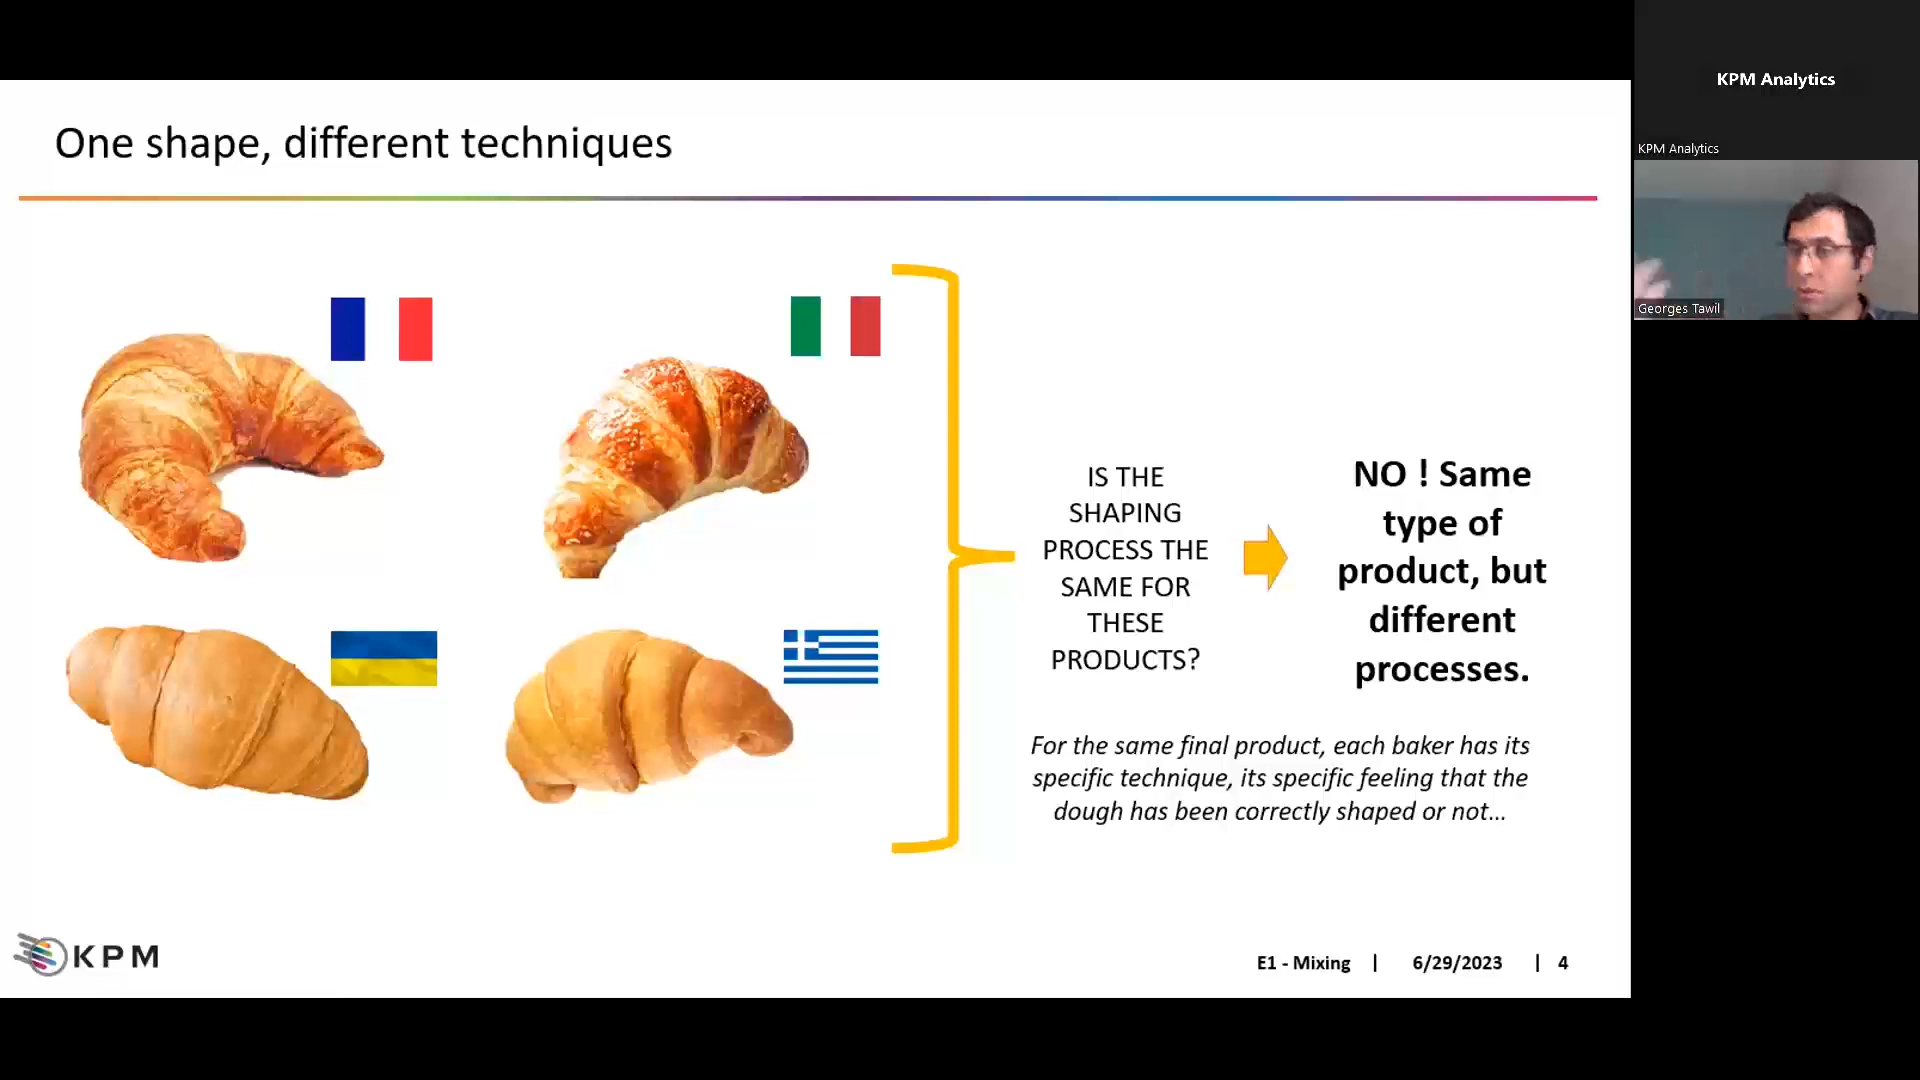 KPM Analytics
KPM Analytics
Georges Tawil
One shape, different techniques
IS THE
SHAPING
PROCESS THE
SAME FOR
THESE
PRODUCTS?
NO ! Same
type of
product, but
different
processes.
For the same final product, each baker has its
specific technique, its specific feeling that the
dough has been correctly shaped or not...
KPM
E1 - Mixing | 6/29/2023 | 4